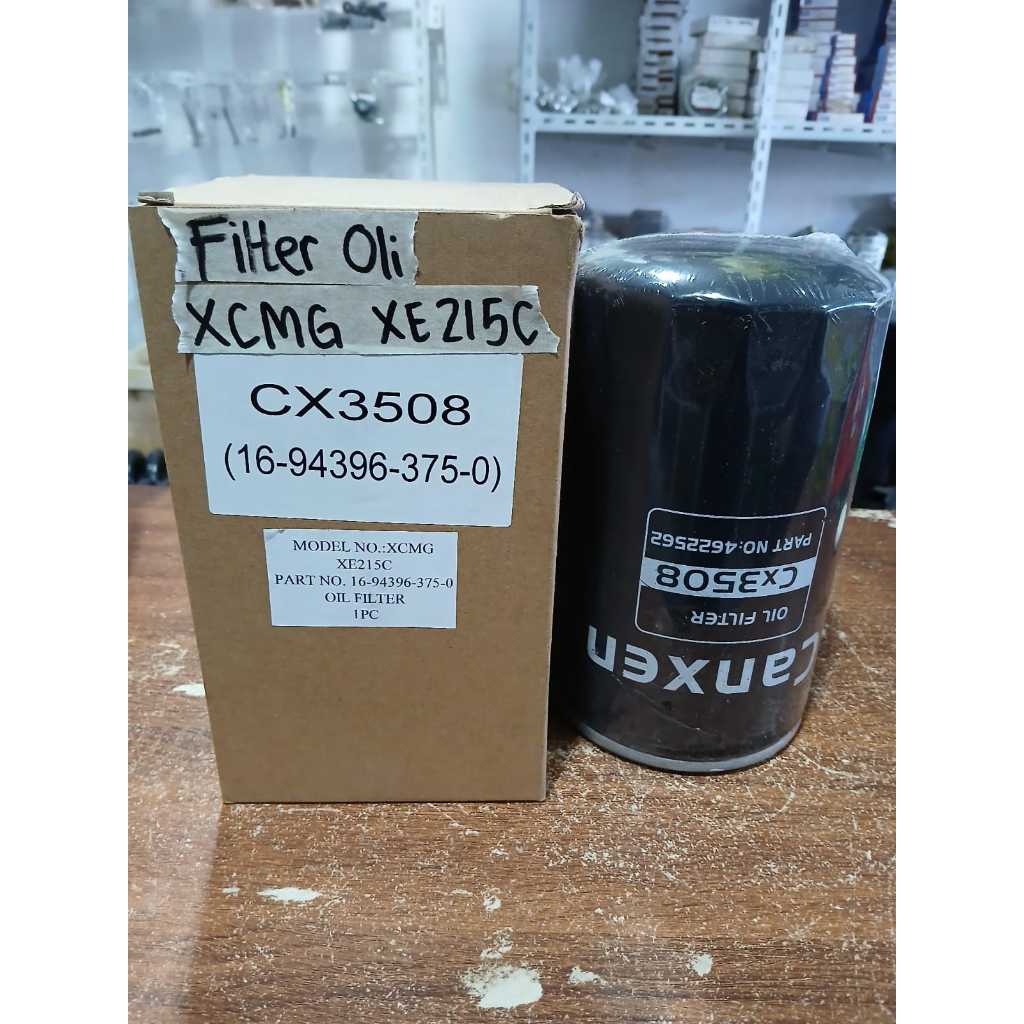 Filter Oli
XCMG XE215C
CX3508
(16-94396-375-0)
MODEL NO.:XCMG
XE215C
PART NO. 16-94396-375-0
OIL FILTER
1PC
Canxen
OIL FILTER
Cx3508
PART NO:4622562